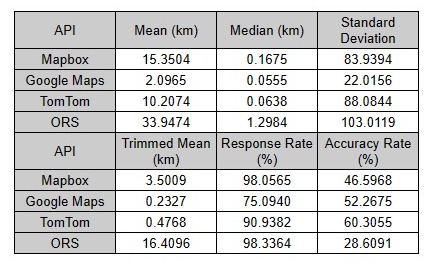 API Mean (km) Median (km) Standard Deviation
Mapbox 15.3504 0.1675 83.9394
Google Maps 2.0965 0.0555 22.0156
TomTom 10.2074 0.0638 88.0844
ORS 33.9474 1.2984 103.0119
API Trimmed Mean (km) Response Rate (%) Accuracy Rate (%)
Mapbox 3.5009 98.0565 46.5968
Google Maps 0.2327 75.0940 52.2675
TomTom 0.4768 90.9382 60.3055
ORS 16.4096 98.3364 28.6091